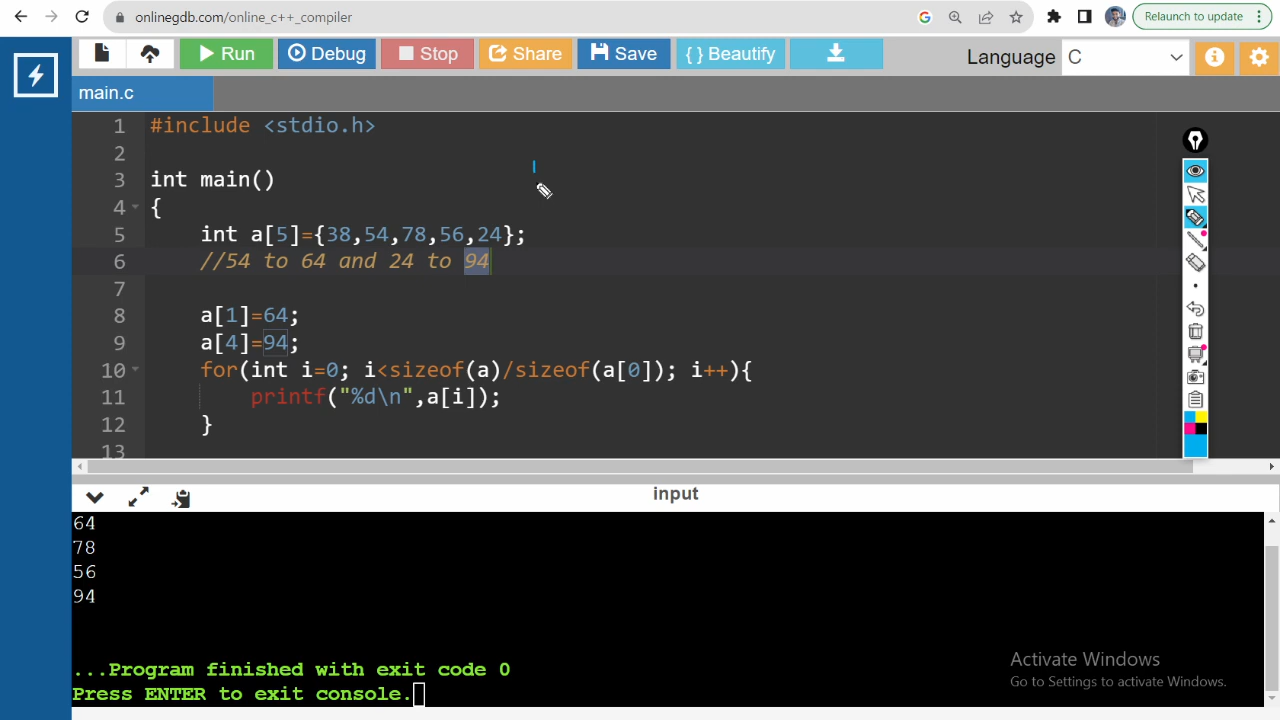 onlinegdb.com/online_c++_compiler
Relaunch to update
Run
Debug
Stop
Share
Save
{ } Beautify
Language C
main.c
1 #include <stdio.h>
2
3 int main()
4 {
5 int a[5]={38,54,78,56,24};
6 //54 to 64 and 24 to 94
7
8 a[1]=64;
9 a[4]=94;
10 for(int i=0; i<sizeof(a)/sizeof(a[0]); i++){
11 printf("%d\n",a[i]);
12 }
13
input
64
78
56
94
...Program finished with exit code 0
Press ENTER to exit console.
Activate Windows
Go to Settings to activate Windows.